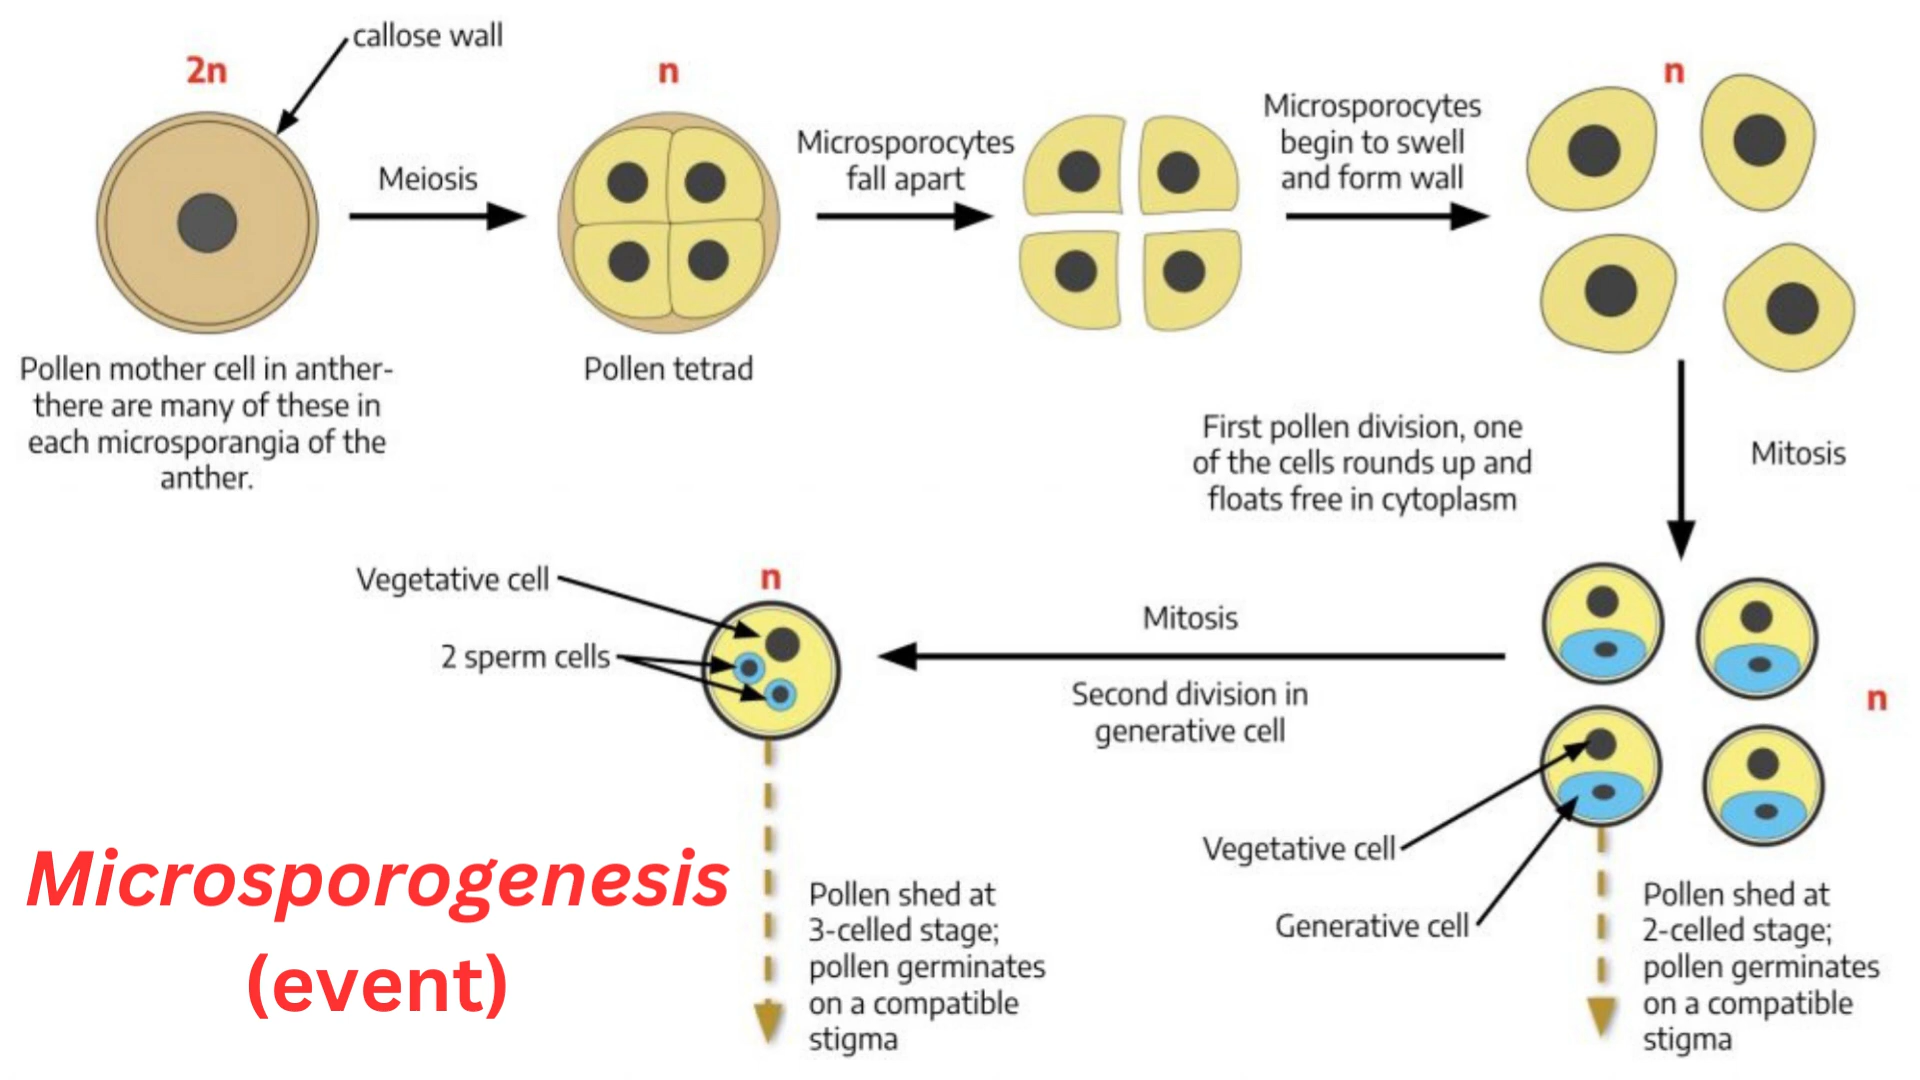 callose wall
2n
n
n
Meiosis
Microsporocytes
fall apart
Microsporocytes
begin to swell
and form wall
Pollen mother cell in anther-
there are many of these in
each microsporangia of the
anther.
Pollen tetrad
First pollen division, one
of the cells rounds up and
floats free in cytoplasm
Mitosis
Vegetative cell
n
2 sperm cells
Mitosis
Second division in
generative cell
n
Vegetative cell
Generative cell
Pollen shed at
3-celled stage;
pollen germinates
on a compatible
stigma
Pollen shed at
2-celled stage;
pollen germinates
on a compatible
stigma
Microsporogenesis
(event)